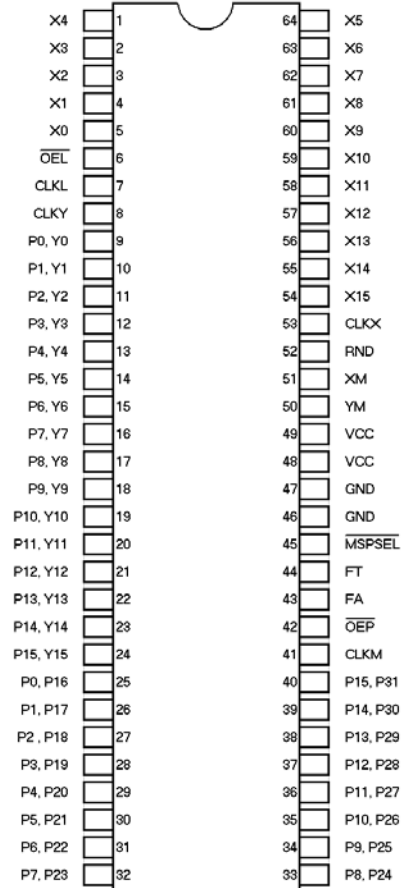 X4 1 64 X5
X3 2 63 X6
X2 3 62 X7
X1 4 61 X8
X0 5 60 X9
OEL 6 59 X10
CLKL 7 58 X11
CLKY 8 57 X12
P0, Y0 9 56 X13
P1, Y1 10 55 X14
P2, Y2 11 54 X15
P3, Y3 12 53 CLKX
P4, Y4 13 52 RND
P5, Y5 14 51 XM
P6, Y6 15 50 YM
P7, Y7 16 49 VCC
P8, Y8 17 48 VCC
P9, Y9 18 47 GND
P10, Y10 19 46 GND
P11, Y11 20 45 MSPSEL
P12, Y12 21 44 FT
P13, Y13 22 43 FA
P14, Y14 23 42 OEP
P15, Y15 24 41 CLKM
P0, P16 25 40 P15, P31
P1, P17 26 39 P14, P30
P2 , P18 27 38 P13, P29
P3, P19 28 37 P12, P28
P4, P20 29 36 P11, P27
P5, P21 30 35 P10, P26
P6, P22 31 34 P9, P25
P7, P23 32 33 P8, P24